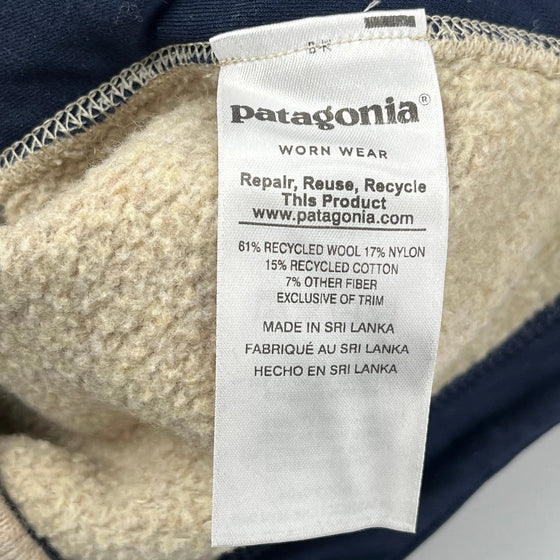 patagonia®
WORN WEAR
Repair, Reuse, Recycle
This Product
www.patagonia.com
61% RECYCLED WOOL 17% NYLON
15% RECYCLED COTTON
7% OTHER FIBER
EXCLUSIVE OF TRIM
MADE IN SRI LANKA
FABRIQUÉ AU SRI LANKA
HECHO EN SRI LANKA